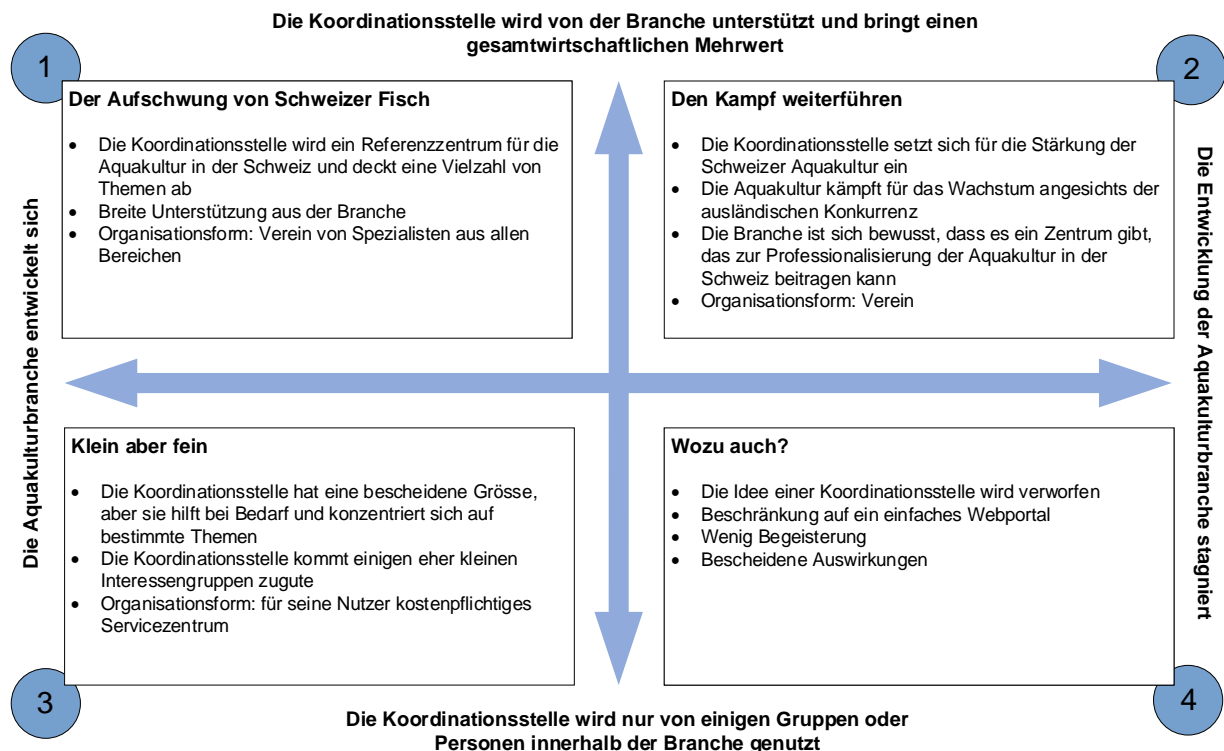 Die Koordinationsstelle wird von der Branche unterstützt und bringt einen
gesamtwirtschaftlichen Mehrwert
1
2
Der Aufschwung von Schweizer Fisch
• Die Koordinationsstelle wird ein Referenzzentrum für die
Aquakultur in der Schweiz und deckt eine Vielzahl von
Themen ab
• Breite Unterstützung aus der Branche
• Organisationsform: Verein von Spezialisten aus allen
Bereichen
Den Kampf weiterführen
• Die Koordinationsstelle setzt sich für die Stärkung der
Schweizer Aquakultur ein
• Die Aquakultur kämpft für das Wachstum angesichts der
ausländischen Konkurrenz
• Die Branche ist sich bewusst, dass es ein Zentrum gibt,
das zur Professionalisierung der Aquakultur in der
Schweiz beitragen kann
• Organisationsform: Verein
Die Aquakulturbranche entwickelt sich
Die Entwicklung der Aquakulturbranche stagniert
Klein aber fein
• Die Koordinationsstelle hat eine bescheidene Grösse,
aber sie hilft bei Bedarf und konzentriert sich auf
bestimmte Themen
• Die Koordinationsstelle kommt einigen eher kleinen
Interessengruppen zugute
• Organisationsform: für seine Nutzer kostenpflichtiges
Servicezentrum
Wozu auch?
• Die Idee einer Koordinationsstelle wird verworfen
• Beschränkung auf ein einfaches Webportal
• Wenig Begeisterung
• Bescheidene Auswirkungen
3
4
Die Koordinationsstelle wird nur von einigen Gruppen oder
Personen innerhalb der Branche genutzt